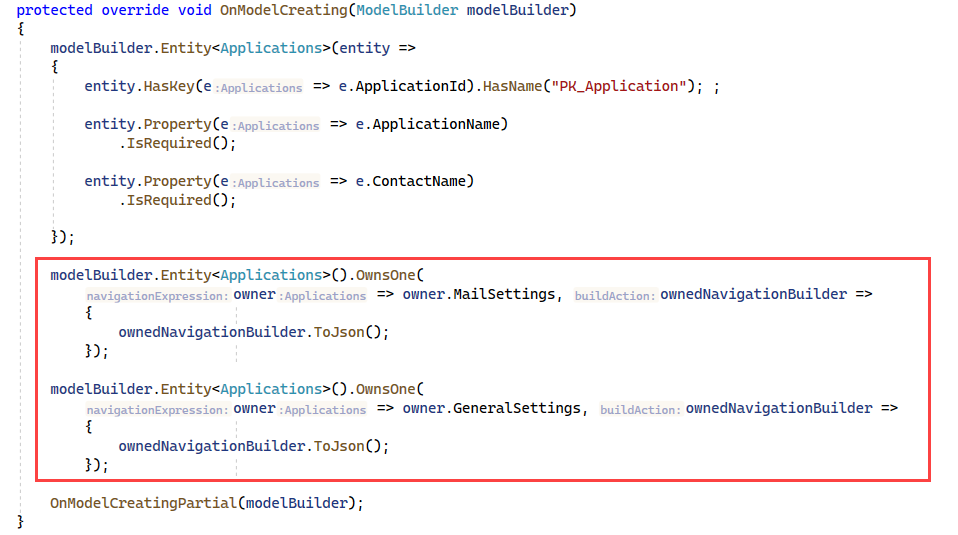 protected override void OnModelCreating(ModelBuilder modelBuilder)
{
modelBuilder.Entity<Applications>(entity =>
{
entity.HasKey(e :Applications => e.ApplicationId).HasName("PK_Application"); ;
entity.Property(e :Applications => e.ApplicationName)
.IsRequired();
entity.Property(e :Applications => e.ContactName)
.IsRequired();
});
modelBuilder.Entity<Applications>().OwnsOne(
navigationExpression: owner :Applications => owner.MailSettings, buildAction: ownedNavigationBuilder =>
{
ownedNavigationBuilder.ToJson();
});
modelBuilder.Entity<Applications>().OwnsOne(
navigationExpression: owner :Applications => owner.GeneralSettings, buildAction: ownedNavigationBuilder =>
{
ownedNavigationBuilder.ToJson();
});
OnModelCreatingPartial(modelBuilder);
}